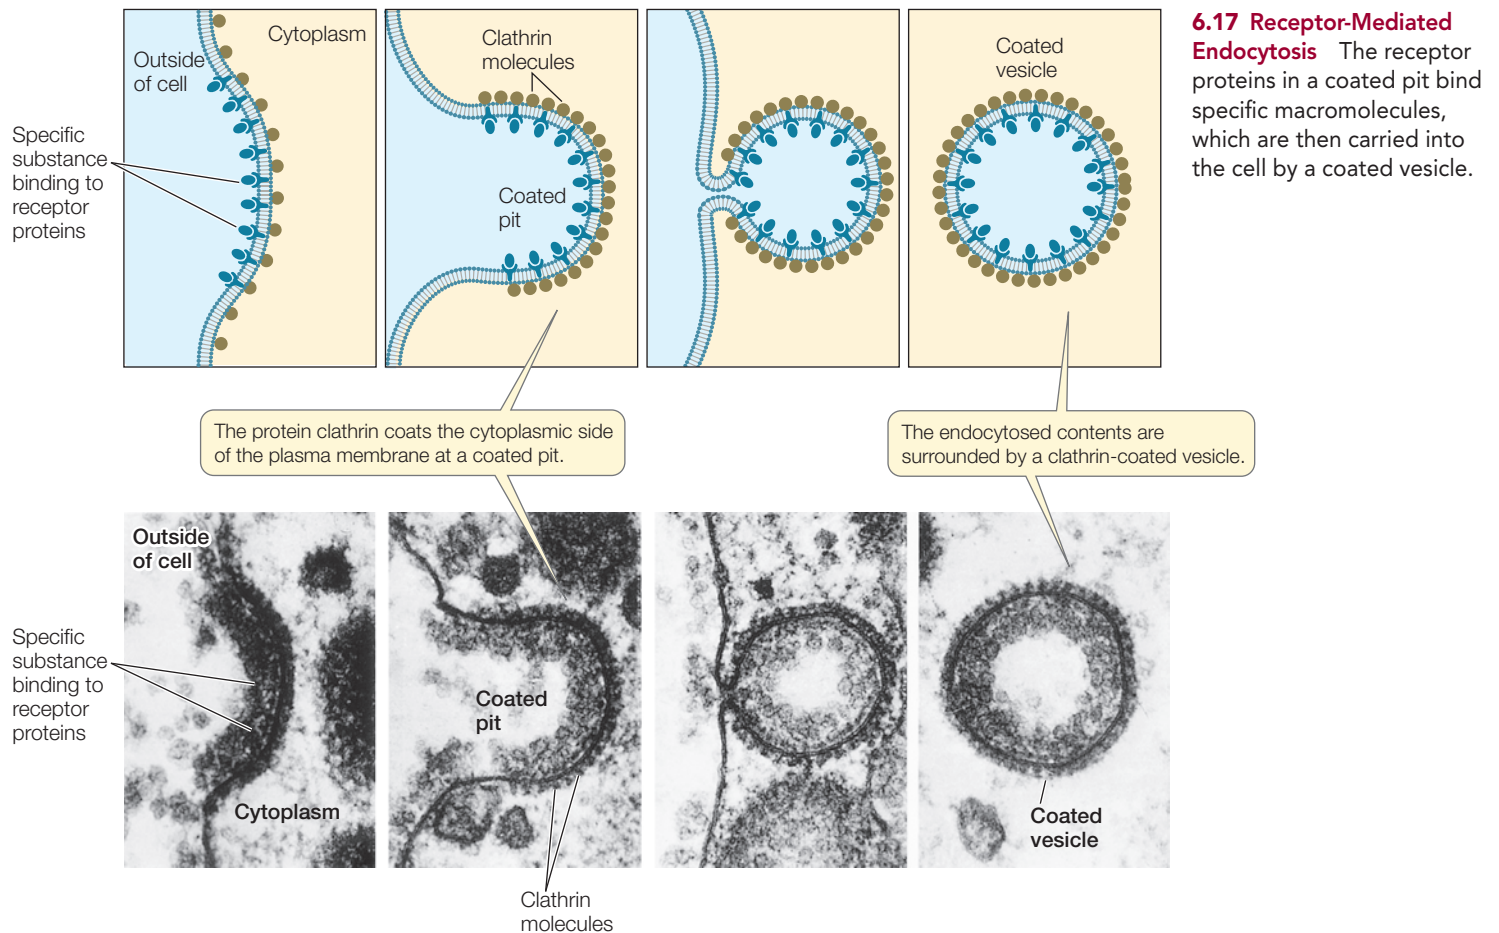 Outside
of cell
Cytoplasm
Specific
substance
binding to
receptor
proteins
Clathrin
molecules
Coated
pit
Coated
vesicle
6.17 Receptor-Mediated
Endocytosis The receptor
proteins in a coated pit bind
specific macromolecules,
which are then carried into
the cell by a coated vesicle.
The protein clathrin coats the cytoplasmic side
of the plasma membrane at a coated pit.
The endocytosed contents are
surrounded by a clathrin-coated vesicle.
Outside
of cell
Specific
substance
binding to
receptor
proteins
Cytoplasm
Coated
pit
Clathrin
molecules
Coated
vesicle